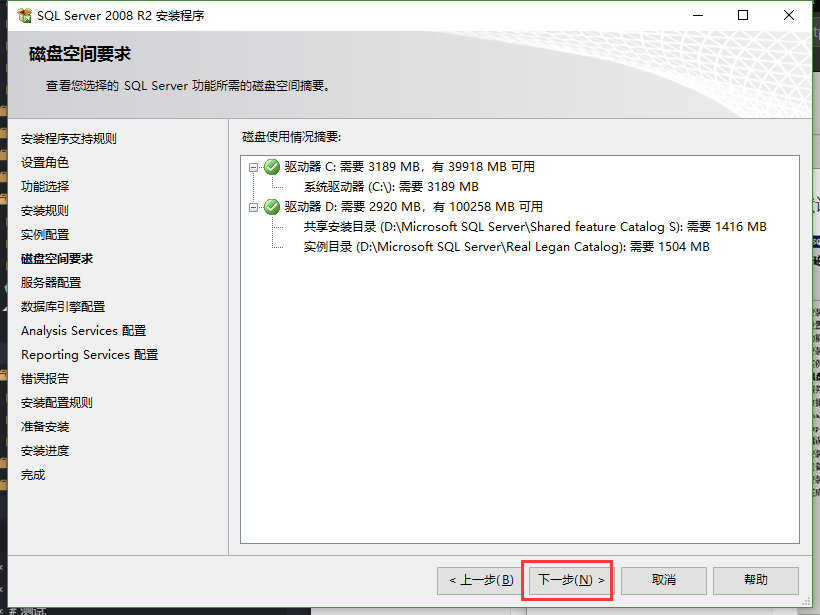 SQL Server 2008 R2 安装程序
磁盘空间要求
查看您选择的 SQL Server 功能所需的磁盘空间摘要。
安装程序支持规则
设置角色
功能选择
安装规则
实例配置
磁盘空间要求
服务器配置
数据库引擎配置
Analysis Services 配置
Reporting Services 配置
错误报告
安装配置规则
准备安装
安装进度
完成
磁盘使用情况摘要:
驱动器 C: 需要 3189 MB，有 39918 MB 可用
系统驱动器 (C:\): 需要 3189 MB
驱动器 D: 需要 2920 MB，有 100258 MB 可用
共享安装目录 (D:\Microsoft SQL Server\Shared feature Catalog S): 需要 1416 MB
实例目录 (D:\Microsoft SQL Server\Real Legan Catalog): 需要 1504 MB
< 上一步(B) 下一步(N) > 取消 帮助
# 测试